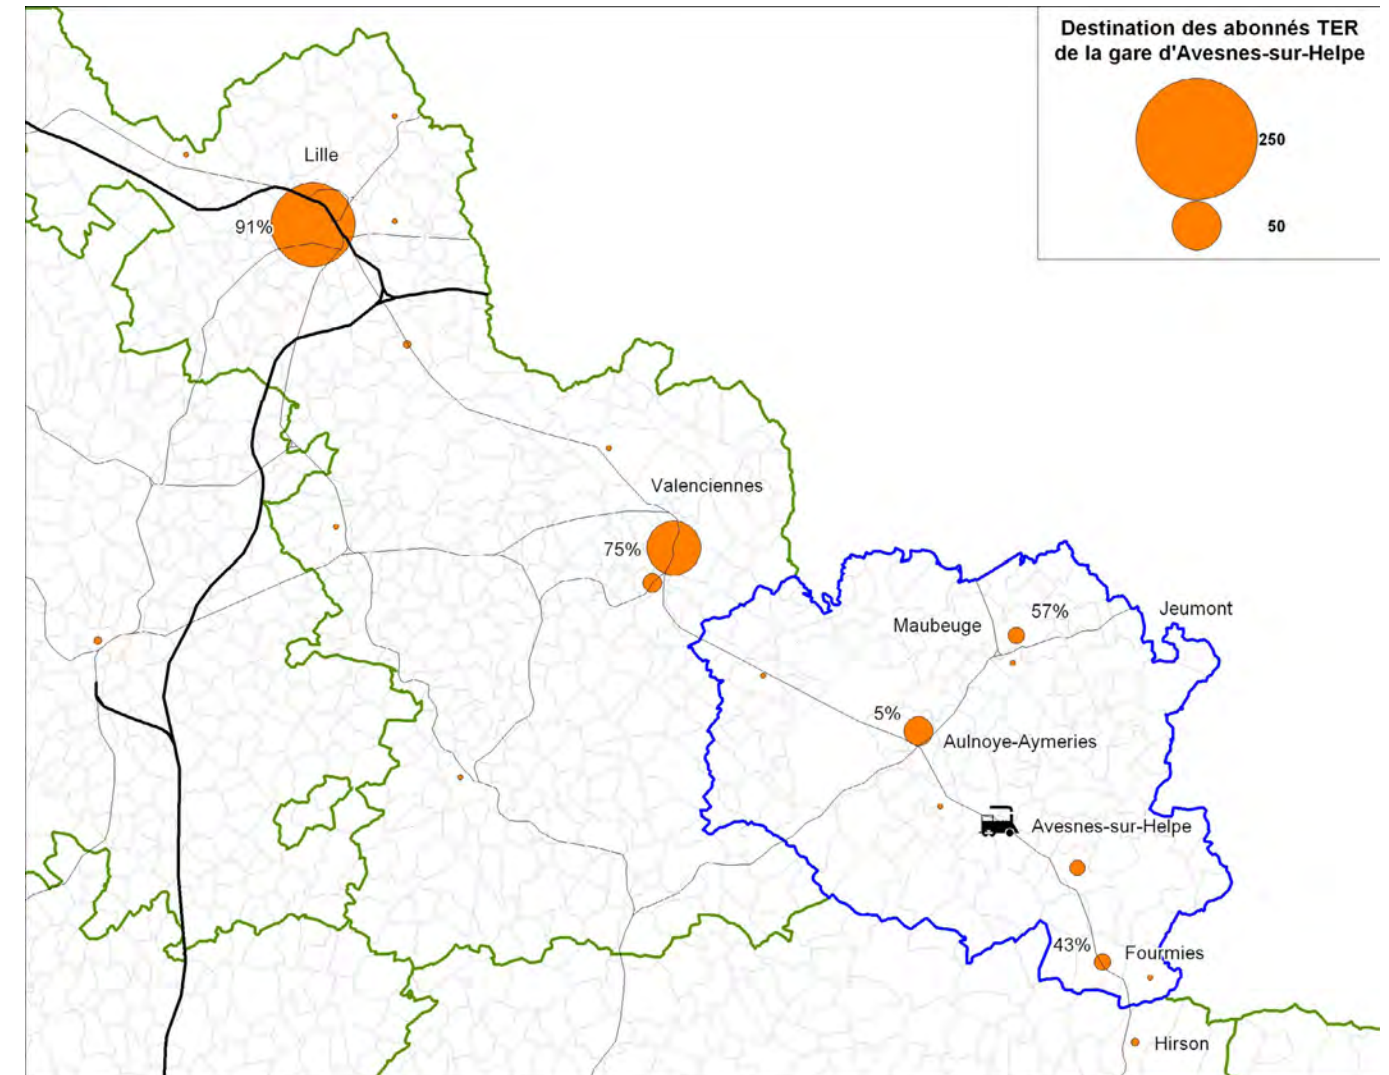 Destination des abonnés TER
de la gare d'Avesnes-sur-Helpe
250
50
Lille
91%
Valenciennes
75%
57%
Jeumont
Maubeuge
5%
Aulnoye-Aymeries
Avesnes-sur-Helpe
43%
Fourmies
Hirson